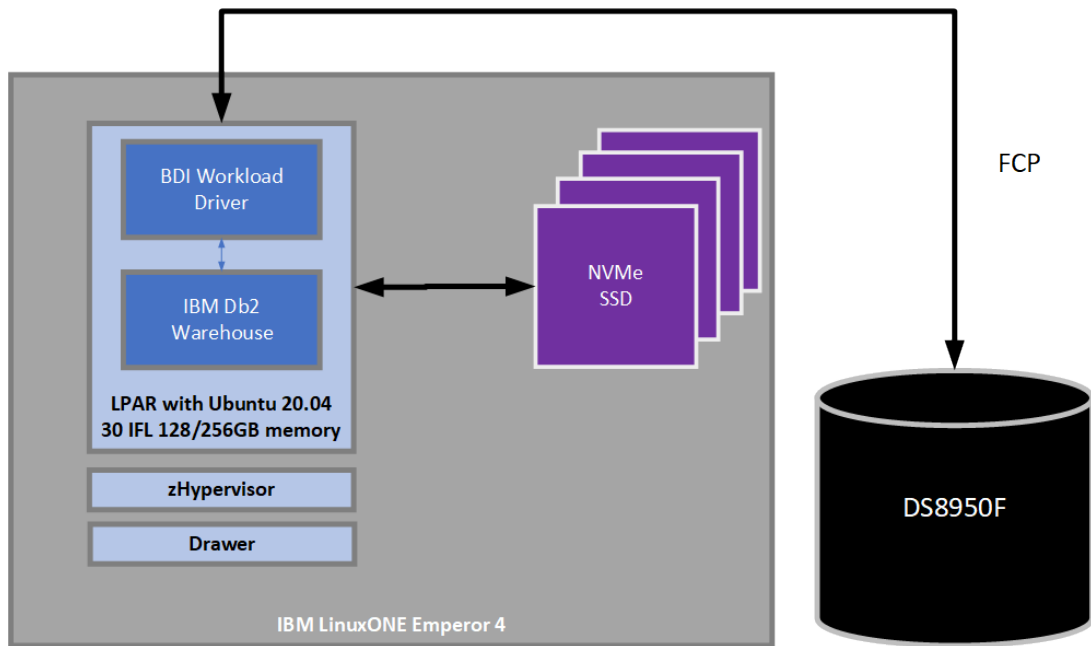 FCP
BDI Workload
Driver
IBM Db2
Warehouse
LPAR with Ubuntu 20.04
30 IFL 128/256GB memory
zHypervisor
Drawer
NVMe
SSD
DS8950F
IBM LinuxONE Emperor 4